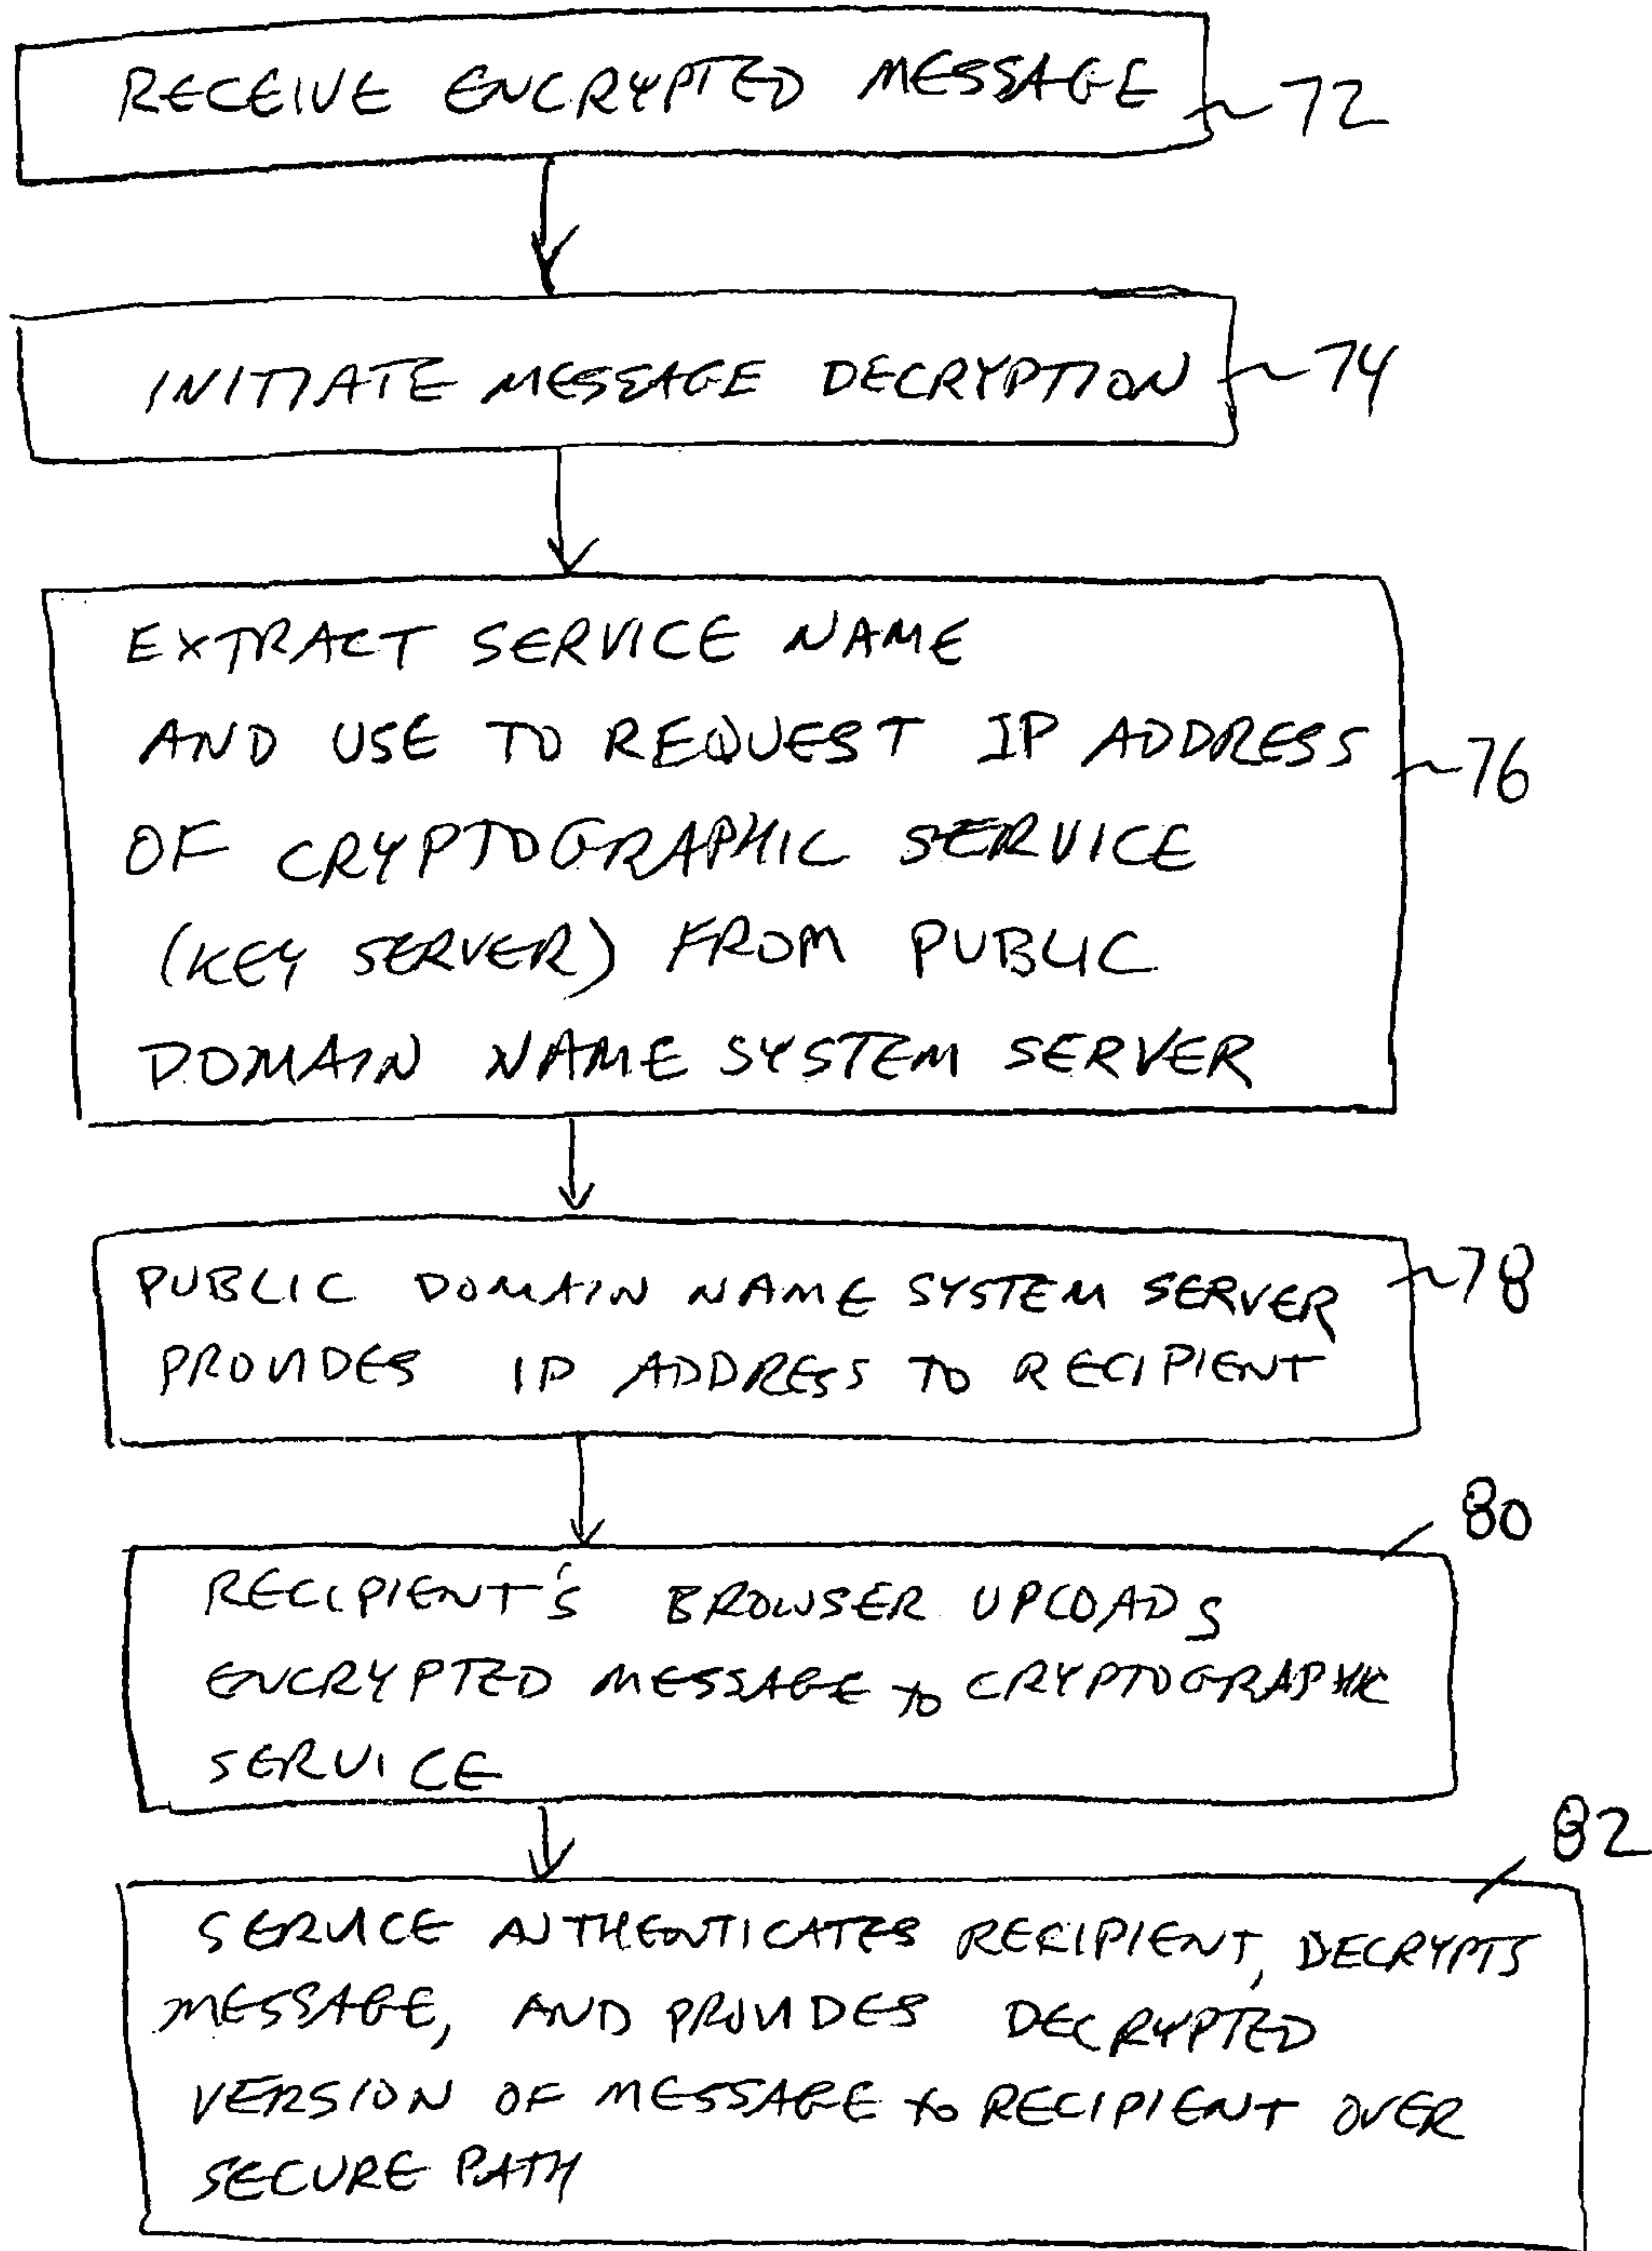 RECEIVE ENCRYPTED MESSAGE ~72
INITIATE MESSAGE DECRYPTION ~74
EXTRACT SERVICE NAME
AND USE TO REQUEST IP ADDRESS
~76
OF CRYPTOGRAPHIC SERVICE
(KEY SERVER) FROM PUBLIC
DOMAIN NAME SYSTEM SERVER
PUBLIC DOMAIN NAME SYSTEM SERVER ~78
PROVIDES IP ADDRESS TO RECIPIENT
80
RECIPIENT'S BROWSER UPLOADS
ENCRYPTED MESSAGE to CRYPTOGRAPHIC
SERVICE
82
SERVICE AUTHENTICATES RECIPIENT, DECRYPTS
MESSAGE, AND PROVIDES DECRYPTED
VERSION OF MESSAGE to RECIPIENT OVER
SECURE PATH